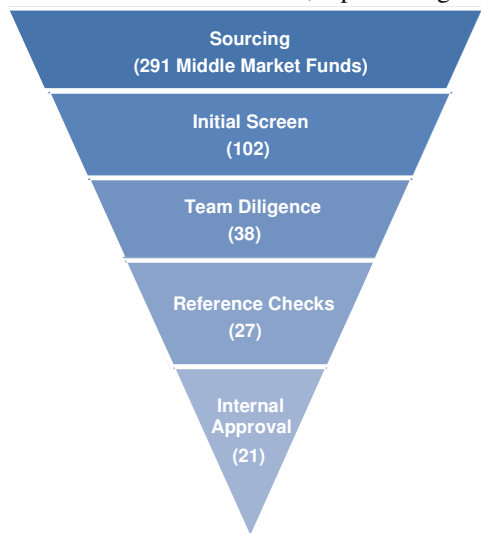 Sourcing
(291 Middle Market Funds)
Initial Screen
(102)
Team Diligence
(38)
Reference Checks
(27)
Internal
Approval
(21)